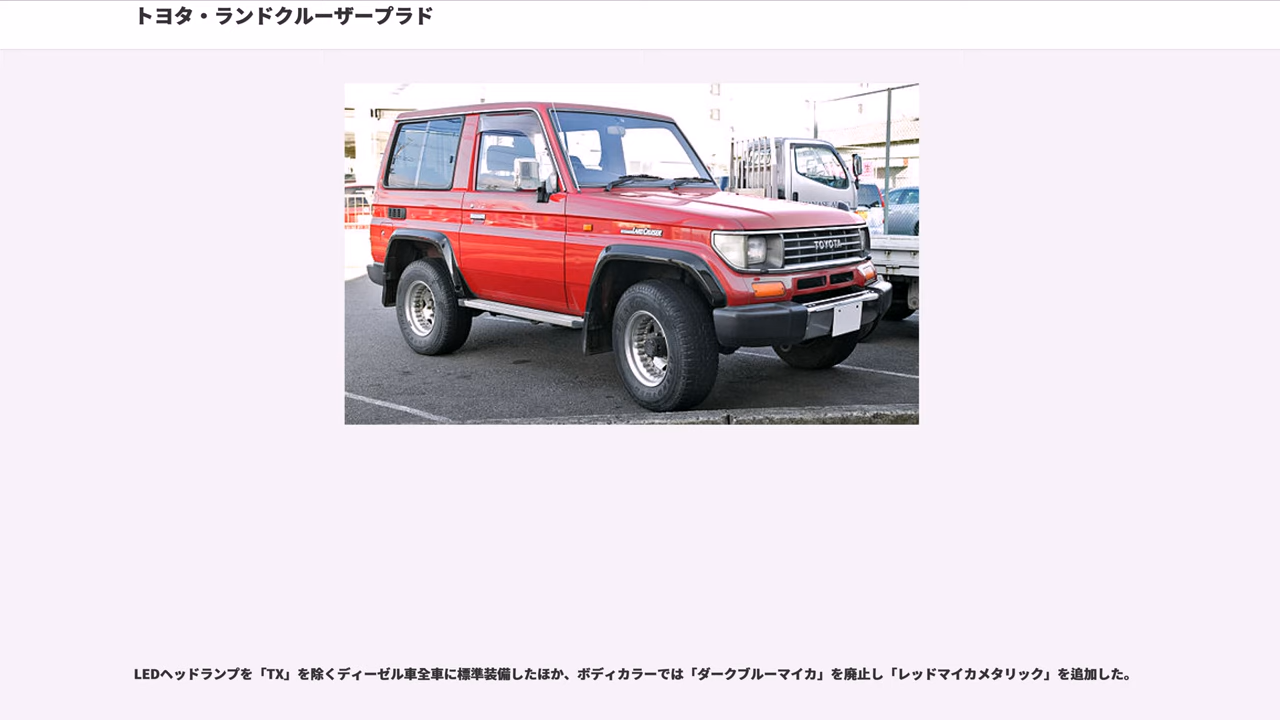 トヨタ・ランドクルーザープラド
LAND CRUISER
TOYOTA
LEDヘッドランプを「TX」を除くディーゼル車全車に標準装備したほか、ボディカラーでは「ダークブルーマイカ」を廃止し「レッドマイカメタリック」を追加した。